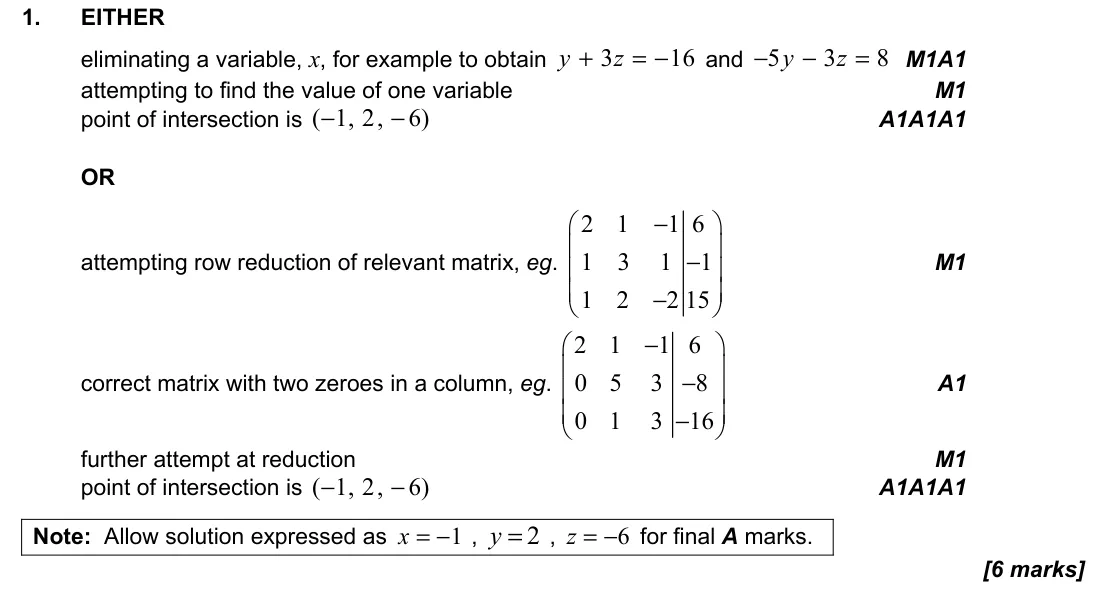 1. EITHER
eliminating a variable, x, for example to obtain y + 3z = −16 and −5y − 3z = 8 M1A1
attempting to find the value of one variable M1
point of intersection is (−1, 2, −6) A1A1A1
OR
attempting row reduction of relevant matrix, eg. M1
2 1 −1 | 6
1 3 1 | −1
1 2 −2 | 15
correct matrix with two zeroes in a column, eg. A1
2 1 −1 | 6
0 5 3 | −8
0 1 3 | −16
further attempt at reduction M1
point of intersection is (−1, 2, −6) A1A1A1
Note: Allow solution expressed as x = −1 , y = 2 , z = −6 for final A marks.
[6 marks]